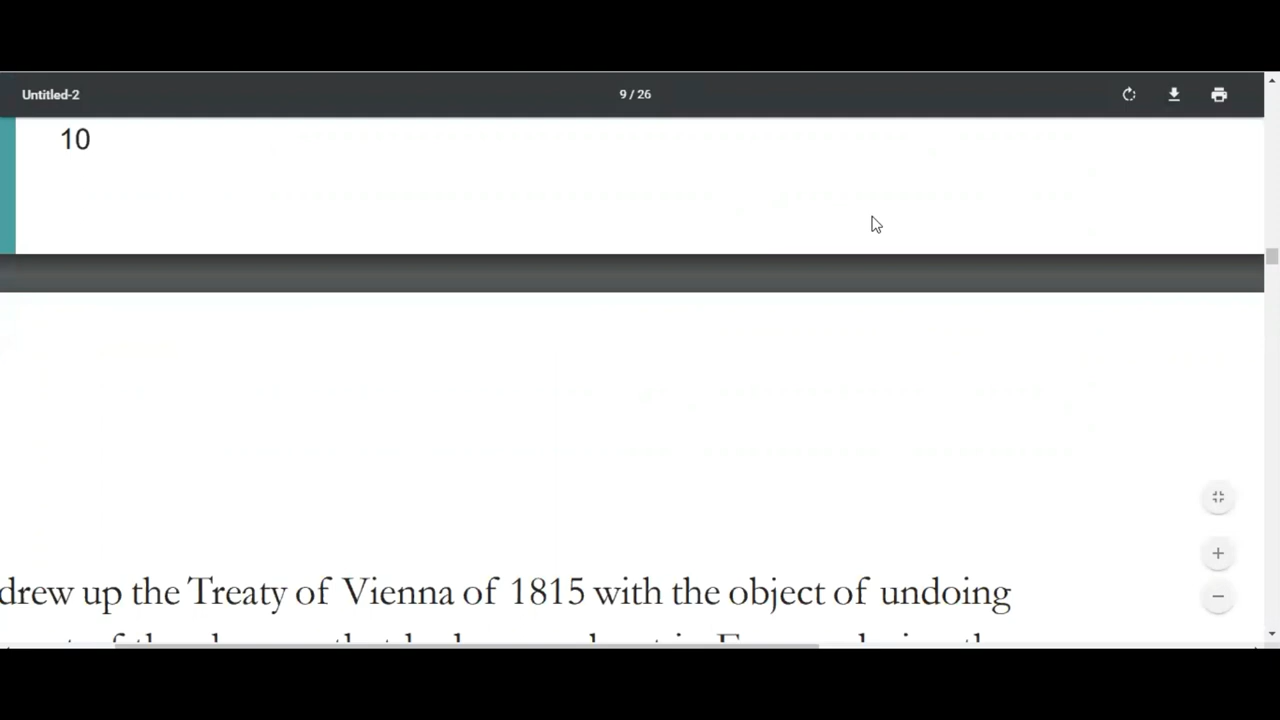 Untitled-2
9 / 26
10
drew up the Treaty of Vienna of 1815 with the object of undoing